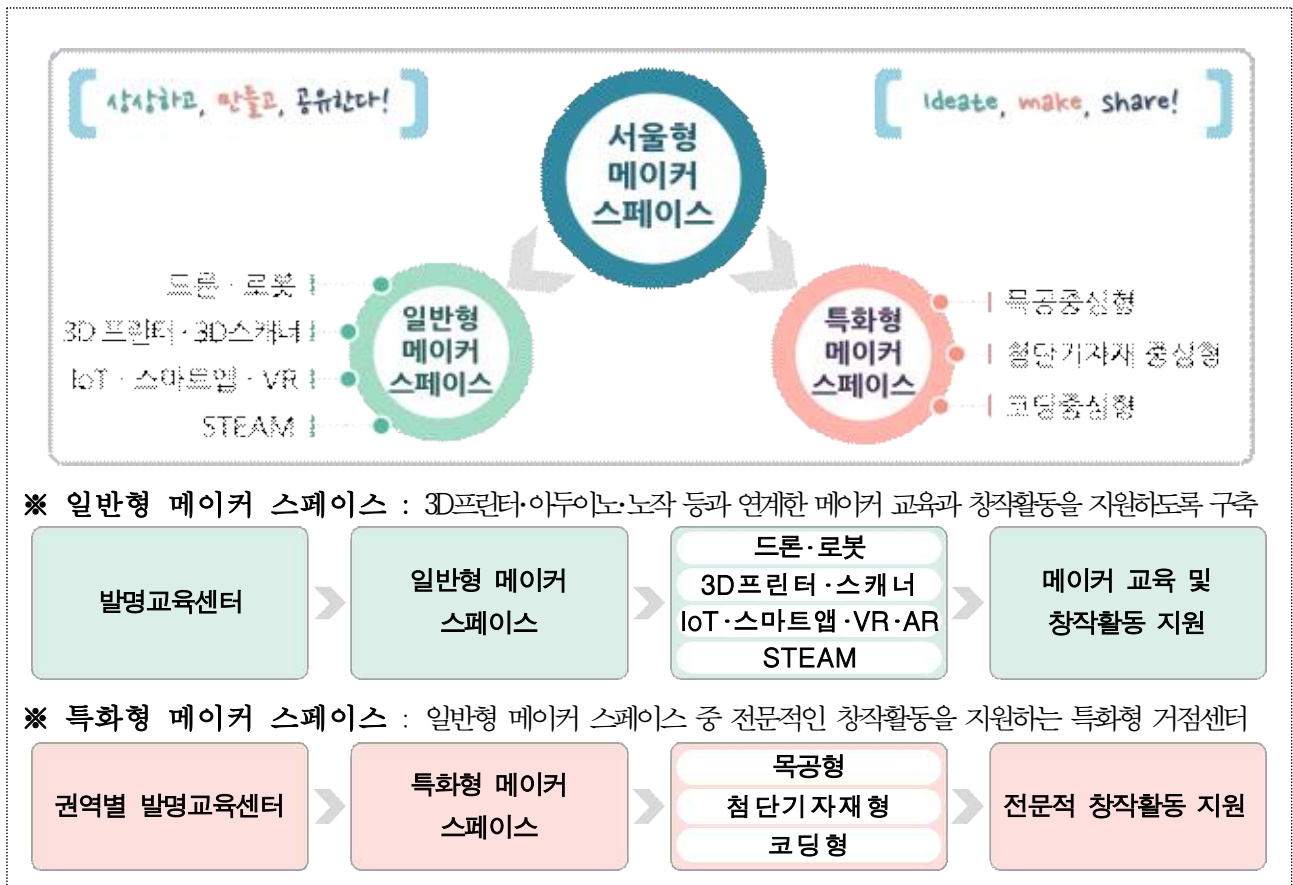 상상하고, 만들고, 공유한다!
Ideate, make, share!
서울형
메이커
스페이스
드론·로봇
3D 프린터·3D스캐너
IoT·스마트앱·VR
STEAM
일반형
메이커
스페이스
특화형
메이커
스페이스
목공중심형
첨단기자재 중심형
코딩중심형
※ 일반형 메이커 스페이스 : 3D프린터·아두이노·노작 등과 연계한 메이커 교육과 창작활동을 지원하도록 구축
발명교육센터
일반형 메이커
스페이스
드론·로봇
3D프린터·스캐너
IoT·스마트앱·VR·AR
STEAM
메이커 교육 및
창작활동 지원
※ 특화형 메이커 스페이스 : 일반형 메이커 스페이스 중 전문적인 창작활동을 지원하는 특화형 거점센터
권역별 발명교육센터
특화형 메이커
스페이스
목공형
첨단기자재형
코딩형
전문적 창작활동 지원